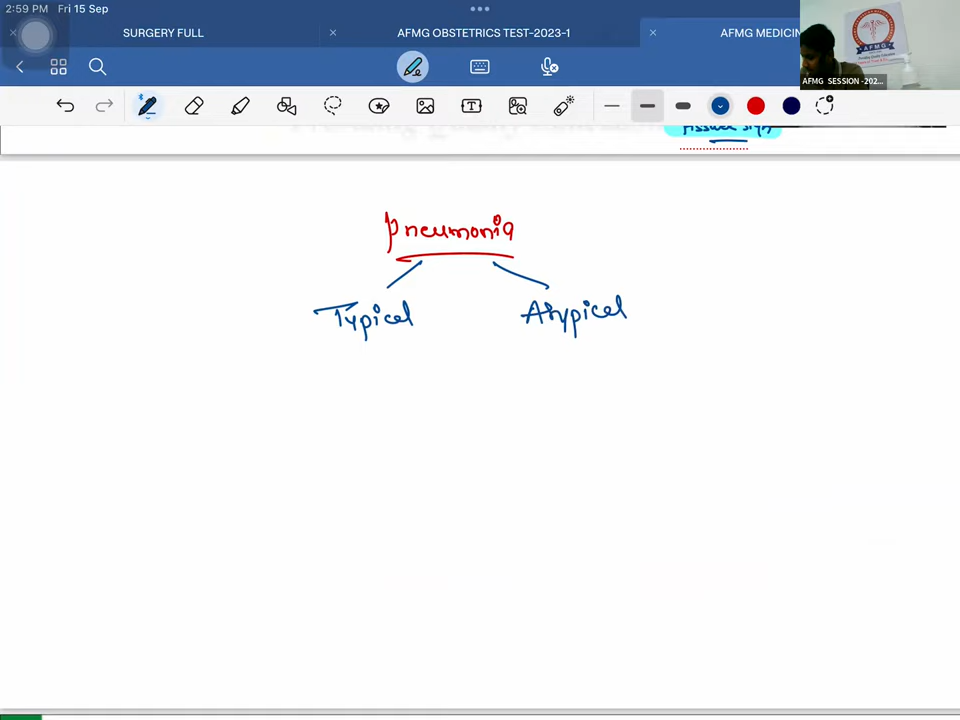 2:59 PM Fri 15 Sep
SURGERY FULL
AFMG OBSTETRICS TEST-2023-1
AFMG MEDICIN
AFMG
AFMG SESSION -202...
Pneumonia
Typical Atypical